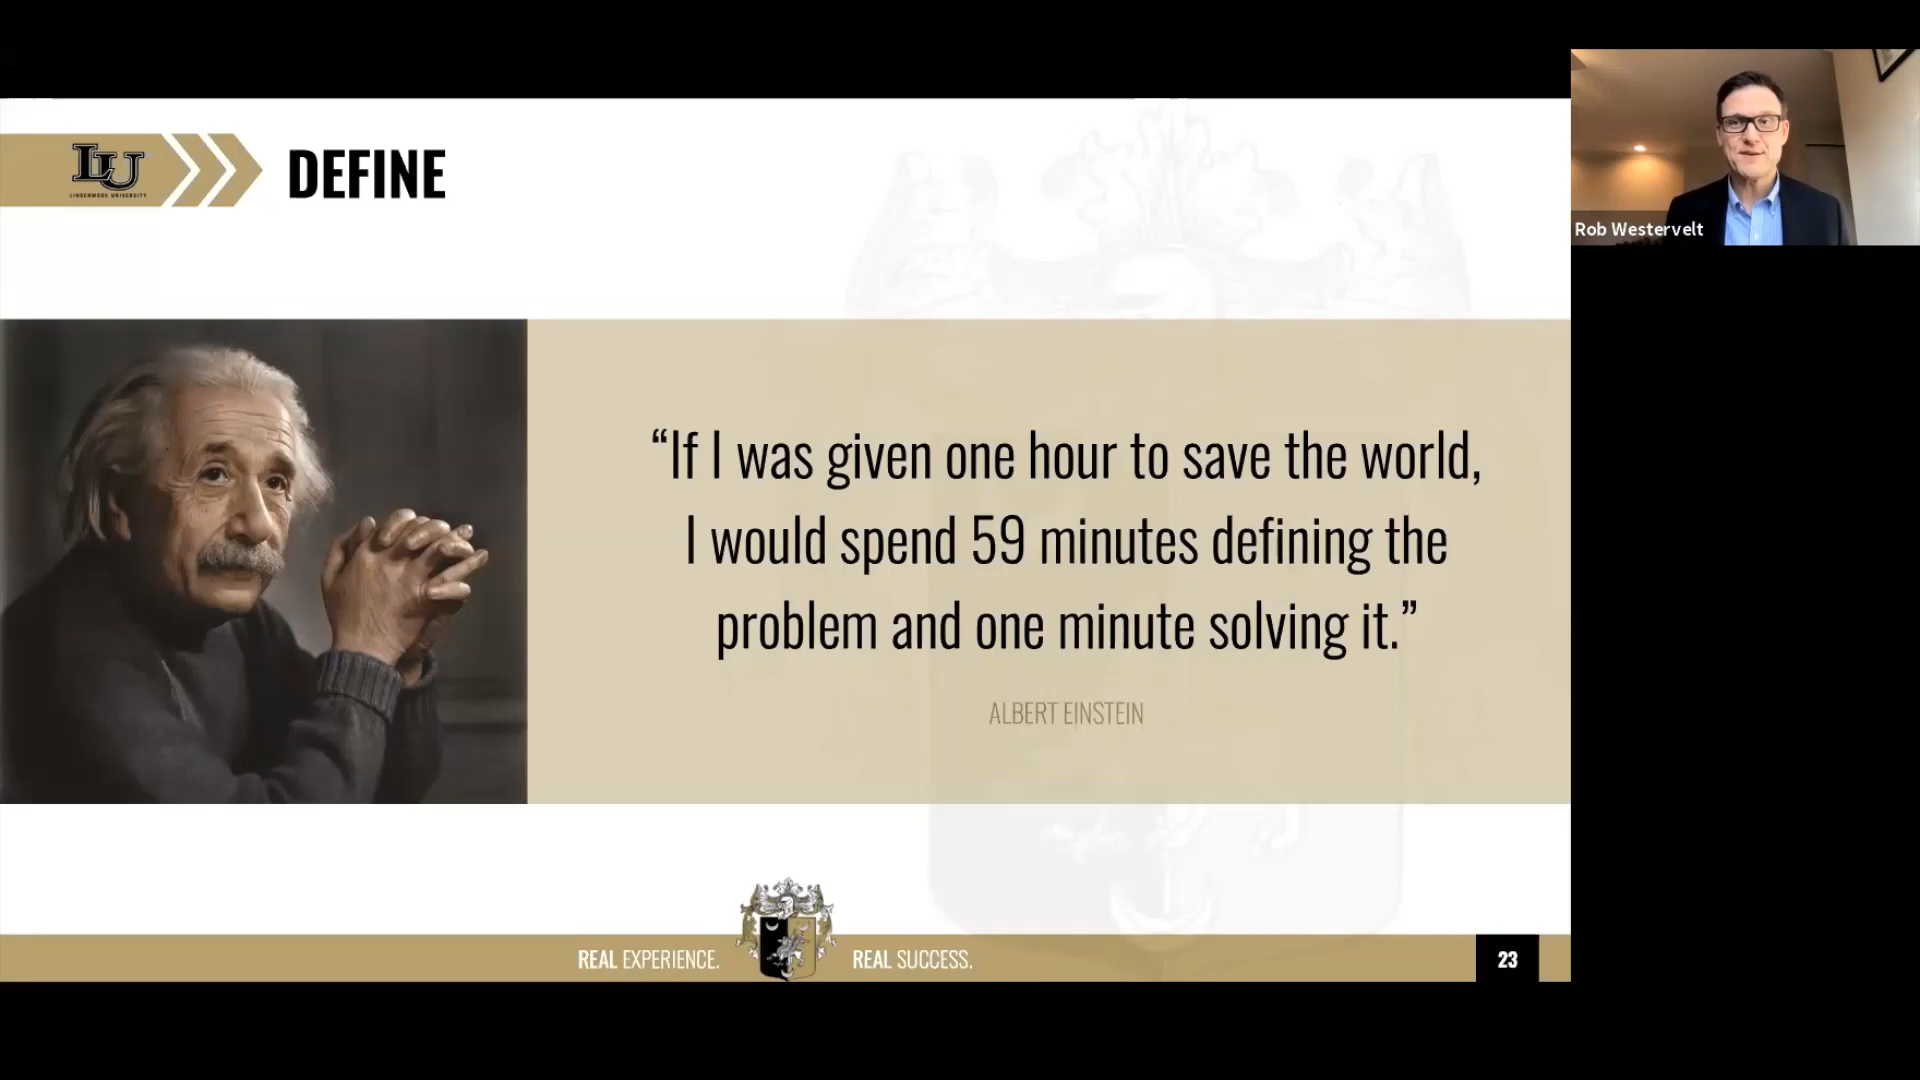 LU
LINDENWOOD UNIVERSITY
DEFINE
Rob Westervelt
“If I was given one hour to save the world,
I would spend 59 minutes defining the
problem and one minute solving it.”
ALBERT EINSTEIN
REAL EXPERIENCE. REAL SUCCESS.
23